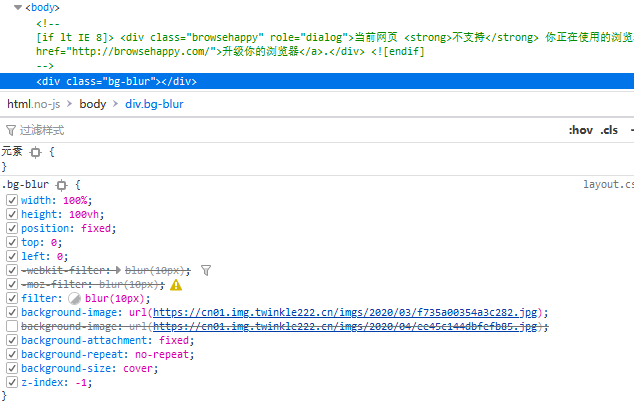 <body>
<!--
[if lt IE 8]> <div class="browsehappy" role="dialog">当前网页 <strong>不支持</strong> 你正在使用的浏览
href="http://browsehappy.com/">升级你的浏览器</a>.</div> <![endif]
-->
<div class="bg-blur"></div>
html.no-js > body > div.bg-blur
过滤样式 :hov .cls
元素 {
}
.bg-blur { layout.cs
width: 100%;
height: 100vh;
position: fixed;
top: 0;
left: 0;
-webkit-filter: blur(10px);
-moz-filter: blur(10px);
filter: blur(10px);
background-image: url(https://cn01.img.twinkle222.cn/imgs/2020/03/f735a00354a3c282.jpg);
background-image: url(https://cn01.img.twinkle222.cn/imgs/2020/04/ee45c144dbfefb85.jpg);
background-attachment: fixed;
background-repeat: no-repeat;
background-size: cover;
z-index: -1;
}